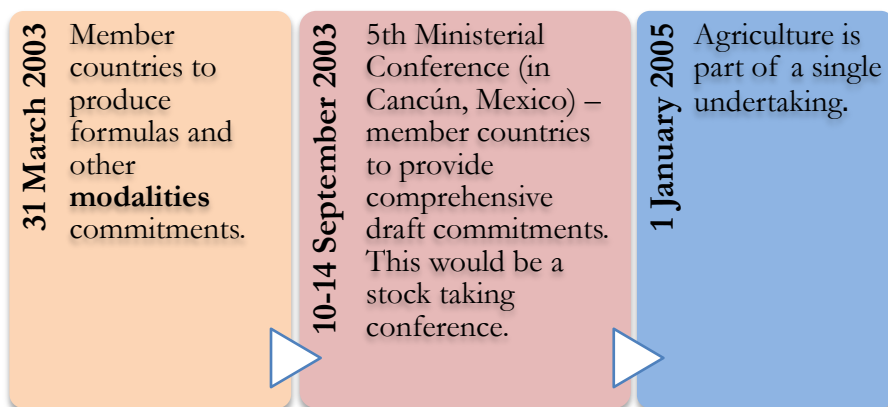 31 March 2003
Member
countries to
produce
formulas and
other
modalities
commitments.
10-14 September 2003
5th Ministerial
Conference (in
Cancún, Mexico) –
member countries
to provide
comprehensive
draft commitments.
This would be a
stock taking
conference.
1 January 2005
Agriculture is
part of a single
undertaking.